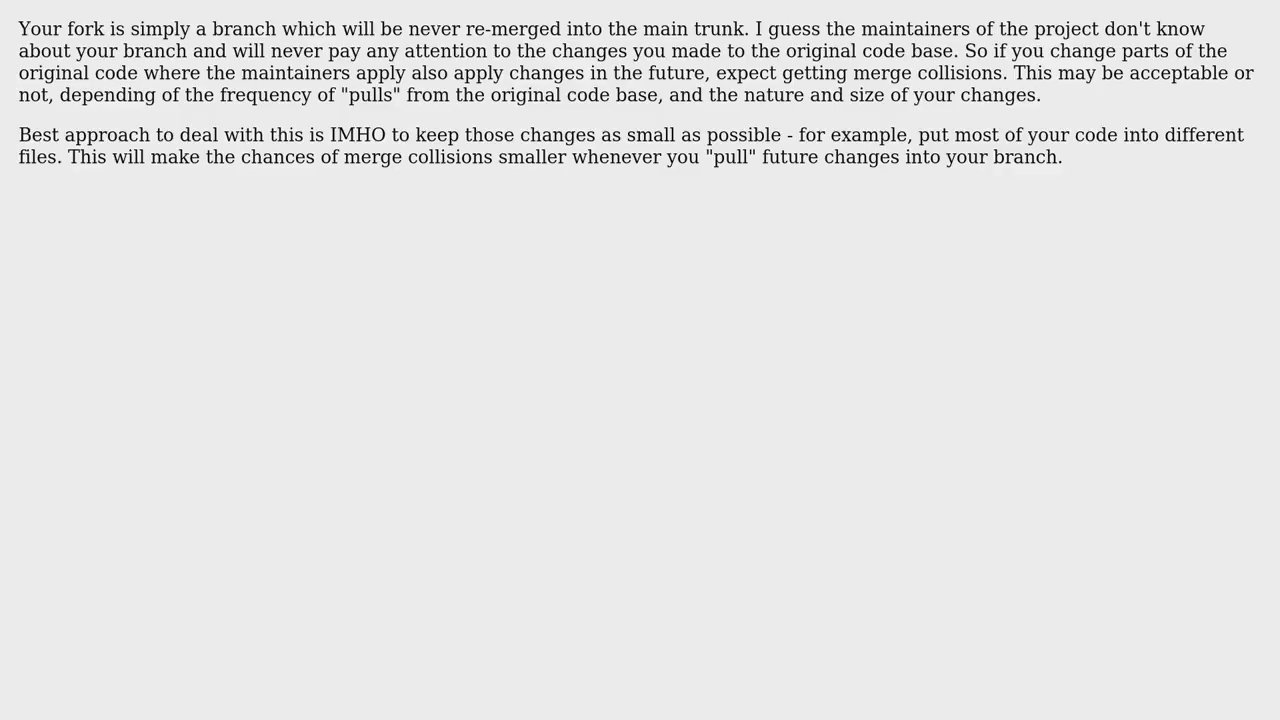 Your fork is simply a branch which will be never re-merged into the main trunk. I guess the maintainers of the project don't know
about your branch and will never pay any attention to the changes you made to the original code base. So if you change parts of the
original code where the maintainers apply also apply changes in the future, expect getting merge collisions. This may be acceptable or
not, depending of the frequency of "pulls" from the original code base, and the nature and size of your changes.
Best approach to deal with this is IMHO to keep those changes as small as possible - for example, put most of your code into different
files. This will make the chances of merge collisions smaller whenever you "pull" future changes into your branch.